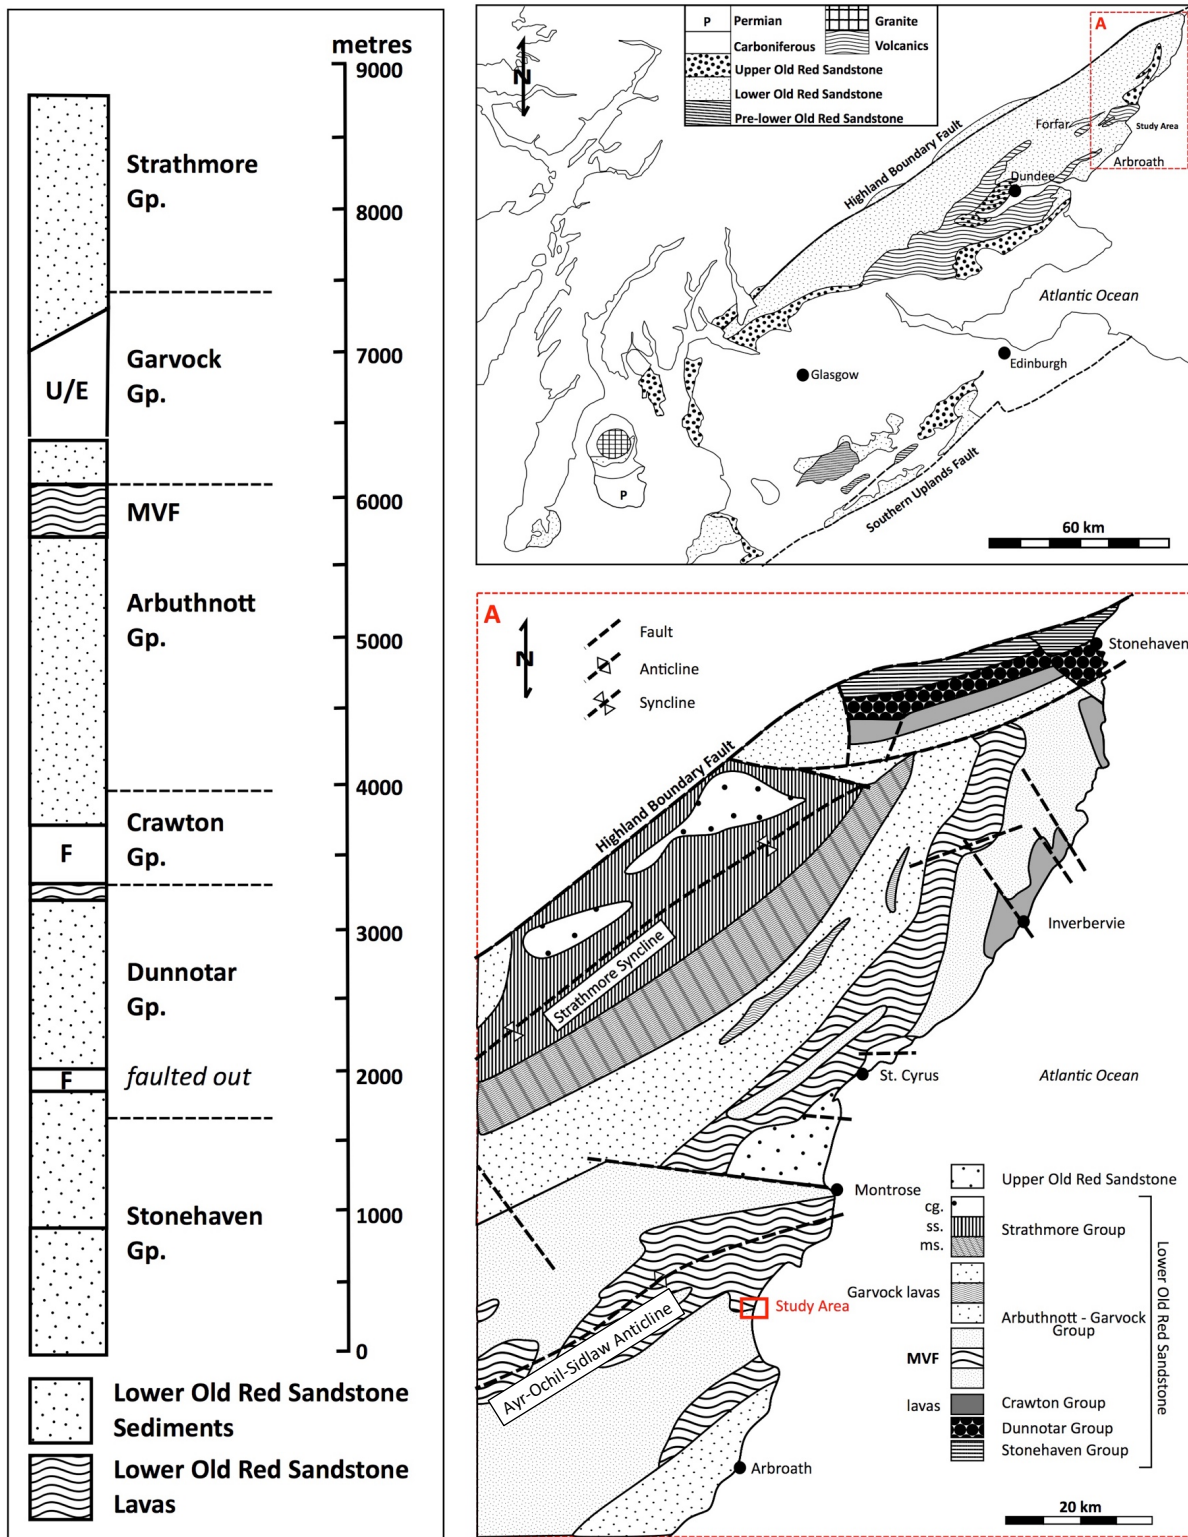 metres
9000
8000
7000
6000
5000
4000
3000
2000
1000
0
Strathmore
Gp.
Garvock
Gp.
U/E
MVF
Arbuthnott
Gp.
Crawton
Gp.
F
Dunnotar
Gp.
F
faulted out
Stonehaven
Gp.
Lower Old Red Sandstone
Sediments
Lower Old Red Sandstone
Lavas
N
P
Permian
Granite
Carboniferous
Volcanics
Upper Old Red Sandstone
Lower Old Red Sandstone
Pre-lower Old Red Sandstone
A
Forfar
Study Area
Arbroath
Highland Boundary Fault
Dundee
Atlantic Ocean
Edinburgh
Glasgow
P
Southern Uplands Fault
60 km
A
N
Fault
Anticline
Syncline
Stonehaven
Highland Boundary Fault
Strathmore Syncline
Inverbervie
St. Cyrus
Atlantic Ocean
Montrose
Study Area
Ayr-Ochil-Sidlaw Anticline
Arbroath
Upper Old Red Sandstone
cg.
ss.
ms.
Strathmore Group
Garvock lavas
Arbuthnott - Garvock
Group
MVF
lavas
Crawton Group
Dunnotar Group
Stonehaven Group
Lower Old Red Sandstone
20 km